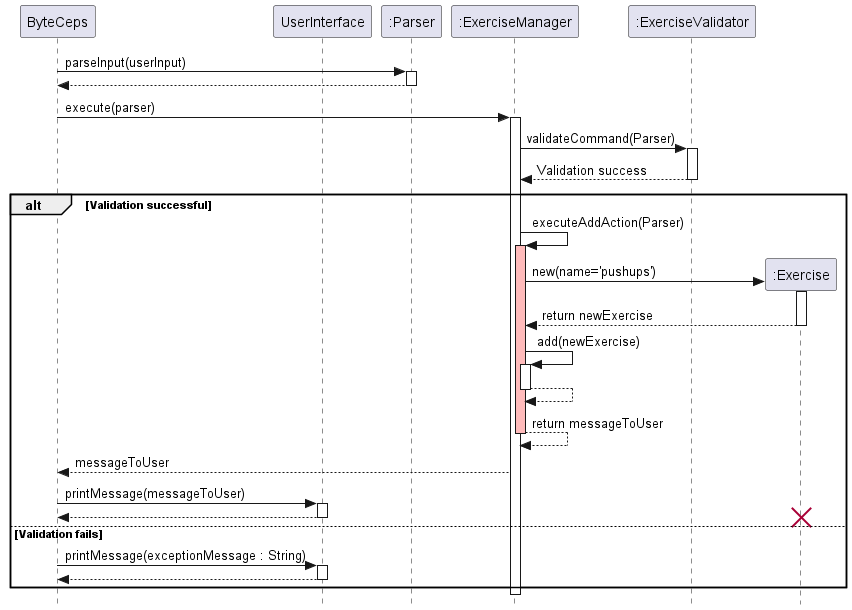 ByteCeps
UserInterface
:Parser
:ExerciseManager
:ExerciseValidator
parseInput(userInput)
execute(parser)
validateCommand(Parser)
Validation success
alt
[Validation successful]
executeAddAction(Parser)
new(name='pushups')
:Exercise
return newExercise
add(newExercise)
return messageToUser
messageToUser
printMessage(messageToUser)
[Validation fails]
printMessage(exceptionMessage : String)